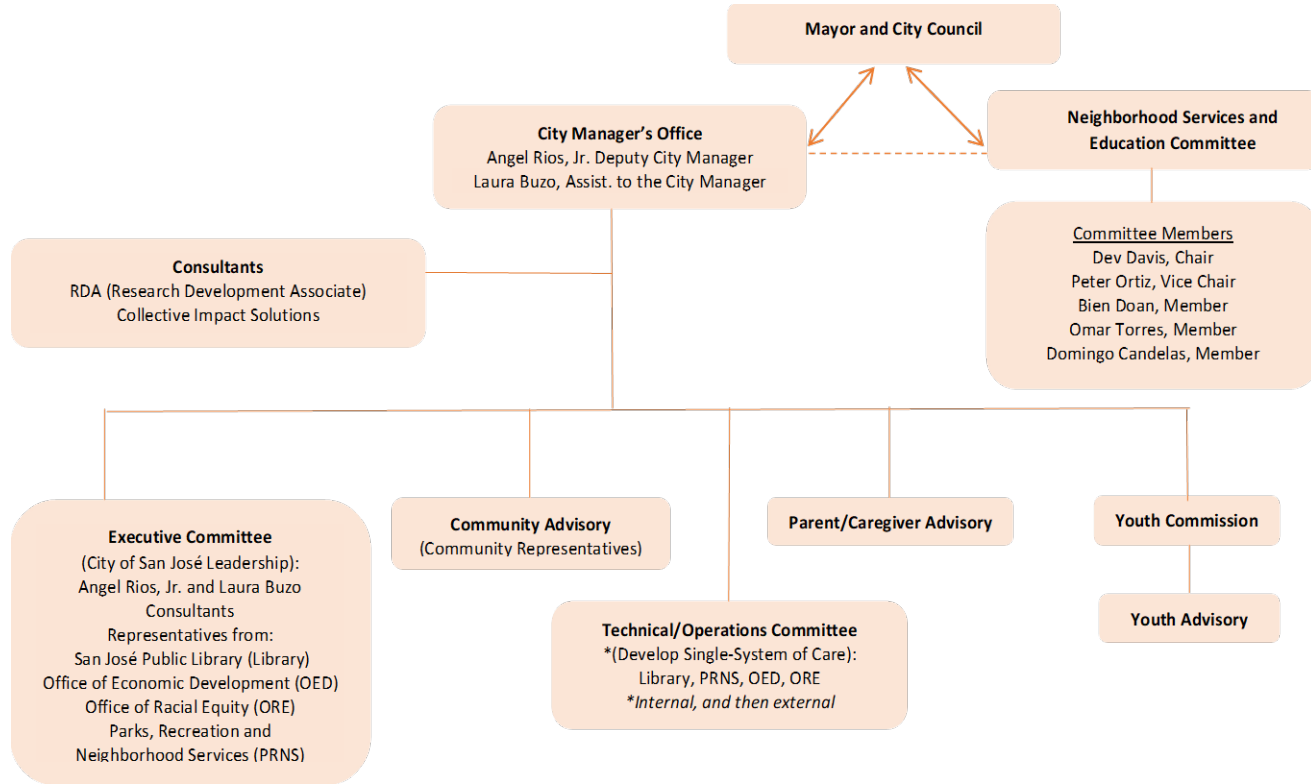 Mayor and City Council
City Manager's Office
Angel Rios, Jr. Deputy City Manager
Laura Buzo, Assist. to the City Manager
Neighborhood Services and
Education Committee
Committee Members
Dev Davis, Chair
Peter Ortiz, Vice Chair
Bien Doan, Member
Omar Torres, Member
Domingo Candelas, Member
Consultants
RDA (Research Development Associate)
Collective Impact Solutions
Executive Committee
(City of San José Leadership):
Angel Rios, Jr. and Laura Buzo
Consultants
Representatives from:
San José Public Library (Library)
Office of Economic Development (OED)
Office of Racial Equity (ORE)
Parks, Recreation and
Neighborhood Services (PRNS)
Community Advisory
(Community Representatives)
Technical/Operations Committee
*(Develop Single-System of Care):
Library, PRNS, OED, ORE
*Internal, and then external
Parent/Caregiver Advisory
Youth Commission
Youth Advisory